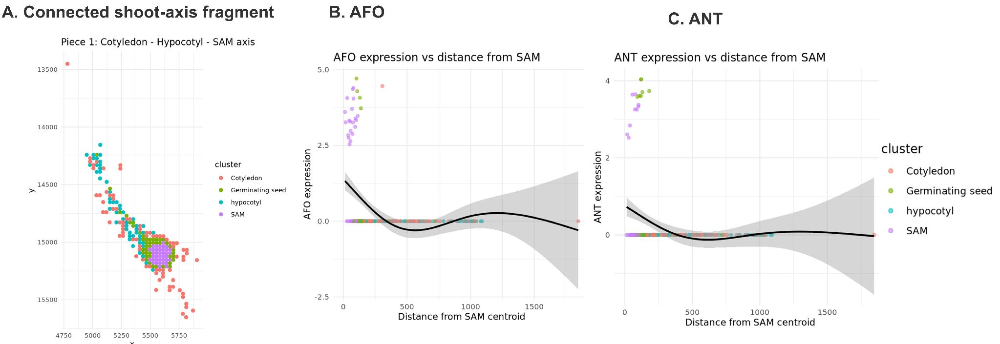 A. Connected shoot-axis fragment
B. AFO
C. ANT
Piece 1: Cotyledon - Hypocotyl - SAM axis
13500
14000
14500
15000
15500
y
4750 5000 5250 5500 5750
x
cluster
Cotyledon
Germinating seed
hypocotyl
SAM
AFO expression vs distance from SAM
5.0
2.5
0.0
-2.5
AFO expression
0 500 1000 1500
Distance from SAM centroid
ANT expression vs distance from SAM
4
2
0
ANT expression
0 500 1000 1500
Distance from SAM centroid
cluster
Cotyledon
Germinating seed
hypocotyl
SAM